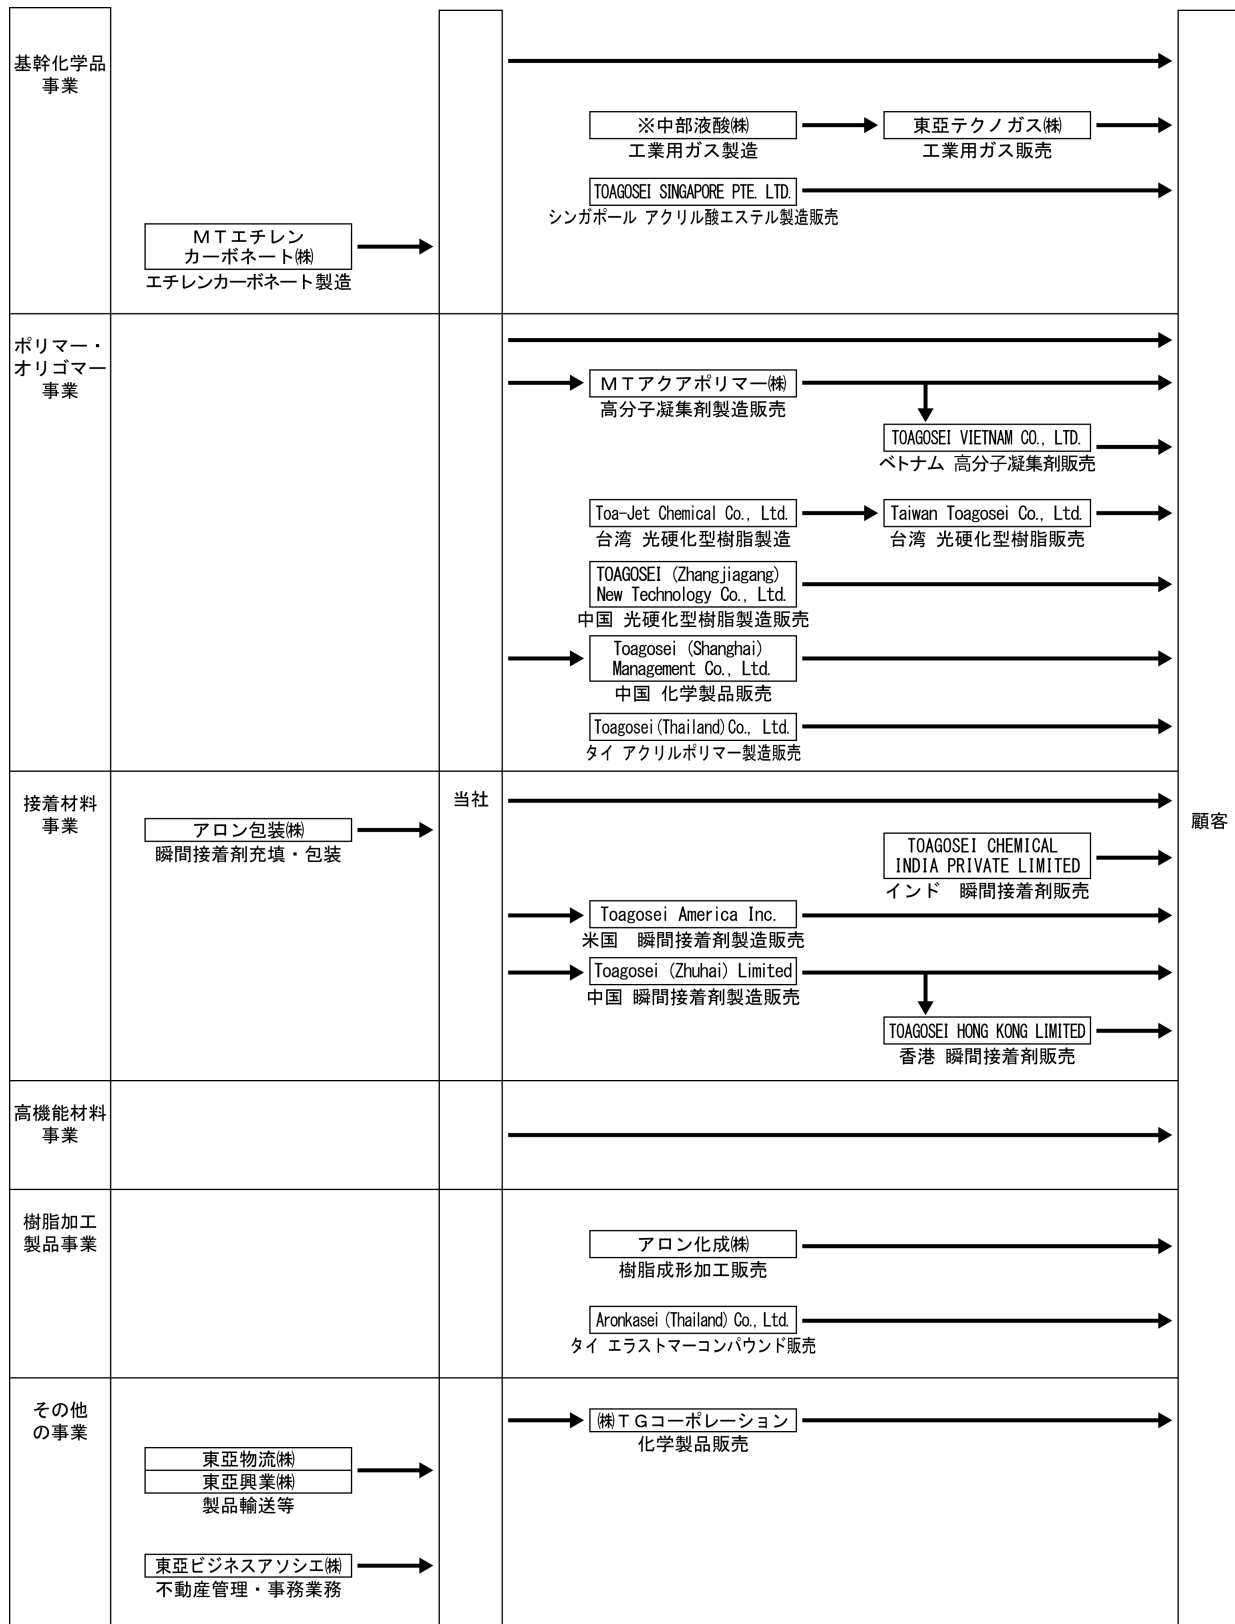 基幹化学品
事業
※中部液酸㈱
工業用ガス製造
東亞テクノガス㈱
工業用ガス販売
TOAGOSEI SINGAPORE PTE. LTD.
シンガポール アクリル酸エステル製造販売
ＭＴエチレン
カーボネート㈱
エチレンカーボネート製造
ポリマー・
オリゴマー
事業
ＭＴアクアポリマー㈱
高分子凝集剤製造販売
TOAGOSEI VIETNAM CO., LTD.
ベトナム 高分子凝集剤販売
Toa-Jet Chemical Co., Ltd.
台湾 光硬化型樹脂製造
Taiwan Toagosei Co., Ltd.
台湾 光硬化型樹脂販売
TOAGOSEI (Zhangjiagang)
New Technology Co., Ltd.
中国 光硬化型樹脂製造販売
Toagosei (Shanghai)
Management Co., Ltd.
中国 化学製品販売
Toagosei (Thailand) Co., Ltd.
タイ アクリルポリマー製造販売
接着材料
事業
当社
顧客
アロン包装㈱
瞬間接着剤充填・包装
TOAGOSEI CHEMICAL
INDIA PRIVATE LIMITED
インド　瞬間接着剤販売
Toagosei America Inc.
米国　瞬間接着剤製造販売
Toagosei (Zhuhai) Limited
中国 瞬間接着剤製造販売
TOAGOSEI HONG KONG LIMITED
香港 瞬間接着剤販売
高機能材料
事業
樹脂加工
製品事業
アロン化成㈱
樹脂成形加工販売
Aronkasei (Thailand) Co., Ltd.
タイ エラストマーコンパウンド販売
その他
の事業
㈱ＴＧコーポレーション
化学製品販売
東亞物流㈱
東亞興業㈱
製品輸送等
東亞ビジネスアソシエ㈱
不動産管理・事務業務